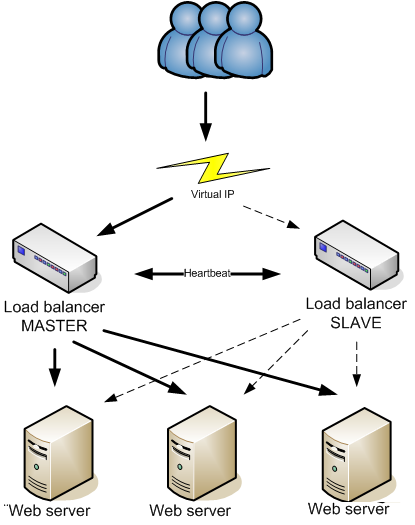 Virtual IP
Heartbeat
Load balancer
MASTER
Load balancer
SLAVE
Web server
Web server
Web server